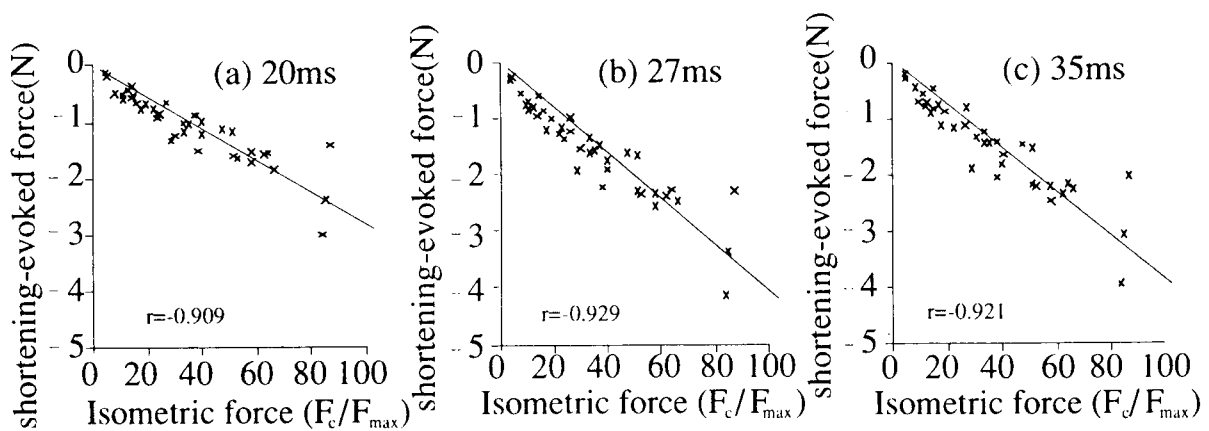 shortening-evoked force(N)
0
- 1
- 2
- 3
- 4
- 5
(a) 20ms
r=-0.909
0 20 40 60 80 100
Isometric force (Fc/Fmax)
shortening-evoked force(N)
0
- 1
- 2
- 3
- 4
- 5
(b) 27ms
r=-0.929
0 20 40 60 80 100
Isometric force (Fc/Fmax)
shortening-evoked force(N)
0
- 1
- 2
- 3
- 4
- 5
(c) 35ms
r=-0.921
0 20 40 60 80 100
Isometric force (Fc/Fmax)